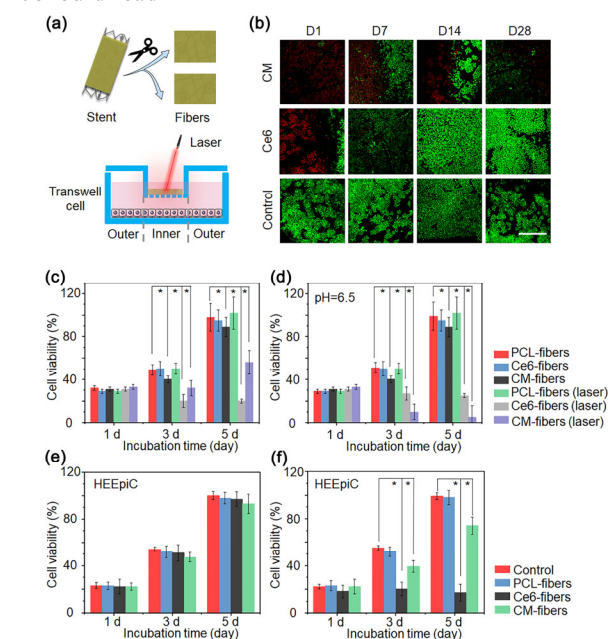 (a)
Stent
Fibers
Laser
Transwell
cell
Outer Inner Outer
(b)
D1 D7 D14 D28
CM
Ce6
Control
(c)
Cell viability (%)
120
80
40
0
* * *
* * *
1 d 3 d 5 d
Incubation time (day)
(d)
pH=6.5
Cell viability (%)
120
80
40
0
* * *
* * *
1 d 3 d 5 d
Incubation time (day)
PCL-fibers
Ce6-fibers
CM-fibers
PCL-fibers (laser)
Ce6-fibers (laser)
CM-fibers (laser)
(e)
HEEpiC
Cell viability (%)
120
80
40
0
1 d 3 d 5 d
Incubation time (day)
(f)
HEEpiC
Cell viability (%)
120
80
40
0
* *
* *
1 d 3 d 5 d
Incubation time (day)
Control
PCL-fibers
Ce6-fibers
CM-fibers